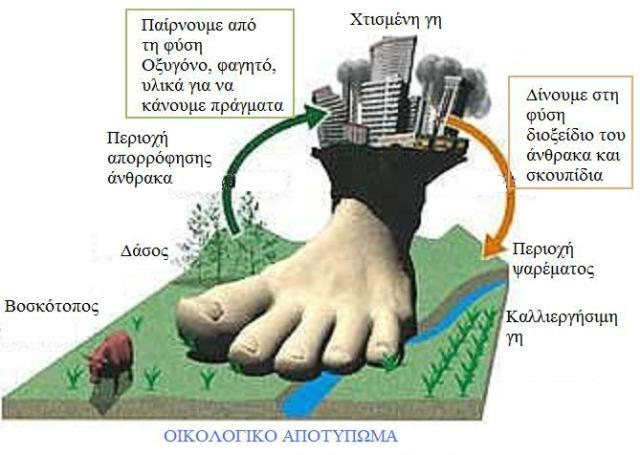 Παίρνουμε από
τη φύση
Οξυγόνο, φαγητό,
υλικά για να
κάνουμε πράγματα
Χτισμένη γη
Δίνουμε στη
φύση
διοξείδιο του
άνθρακα και
σκουπίδια
Περιοχή
απορρόφησης
άνθρακα
Δάσος
Περιοχή
ψαρέματος
Βοσκότοπος
Καλλιεργήσιμη
γη
ΟΙΚΟΛΟΓΙΚΟ ΑΠΟΤΥΠΩΜΑ